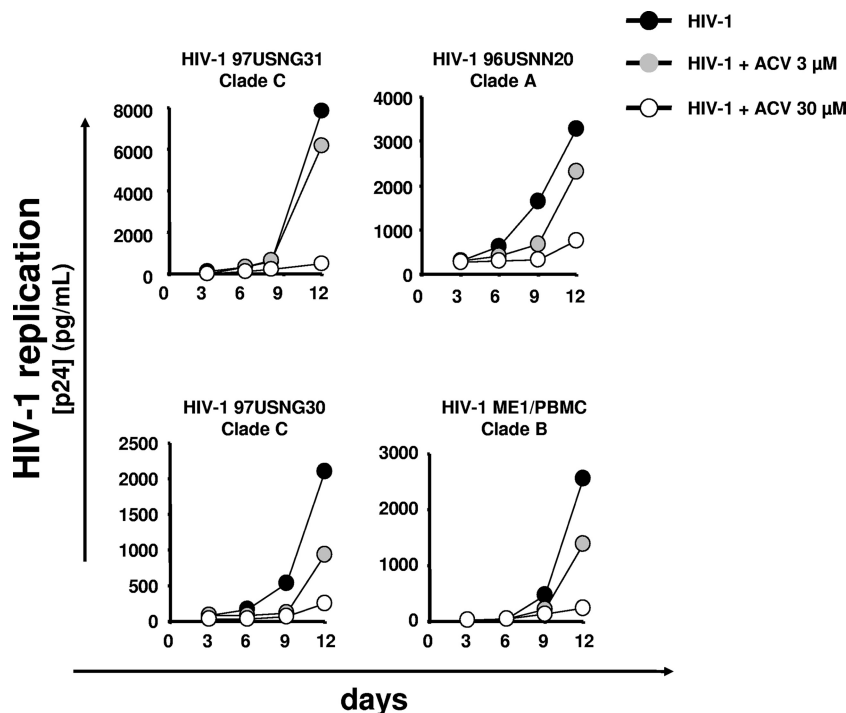 HIV-1
HIV-1 + ACV 3 µM
HIV-1 + ACV 30 µM
HIV-1 replication
[p24] (pg/mL)
HIV-1 97USNG31
Clade C
8000
6000
4000
2000
0
0 3 6 9 12
HIV-1 96USNN20
Clade A
4000
3000
2000
1000
0
0 3 6 9 12
HIV-1 97USNG30
Clade C
2500
2000
1500
1000
500
0
0 3 6 9 12
HIV-1 ME1/PBMC
Clade B
3000
2000
1000
0
0 3 6 9 12
days